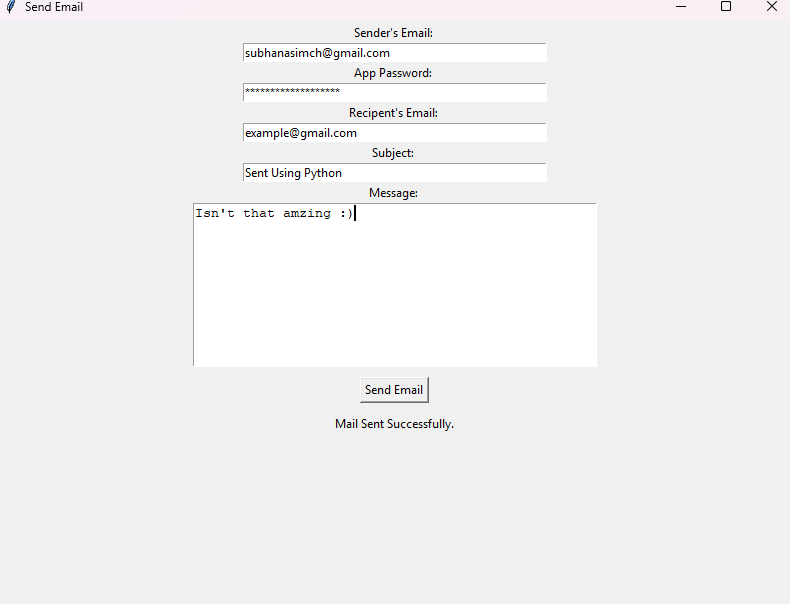 Send Email
Sender's Email:
subhanasimch@gmail.com
App Password:
*******************
Recipent's Email:
example@gmail.com
Subject:
Sent Using Python
Message:
Isn't that amzing :)
Send Email
Mail Sent Successfully.